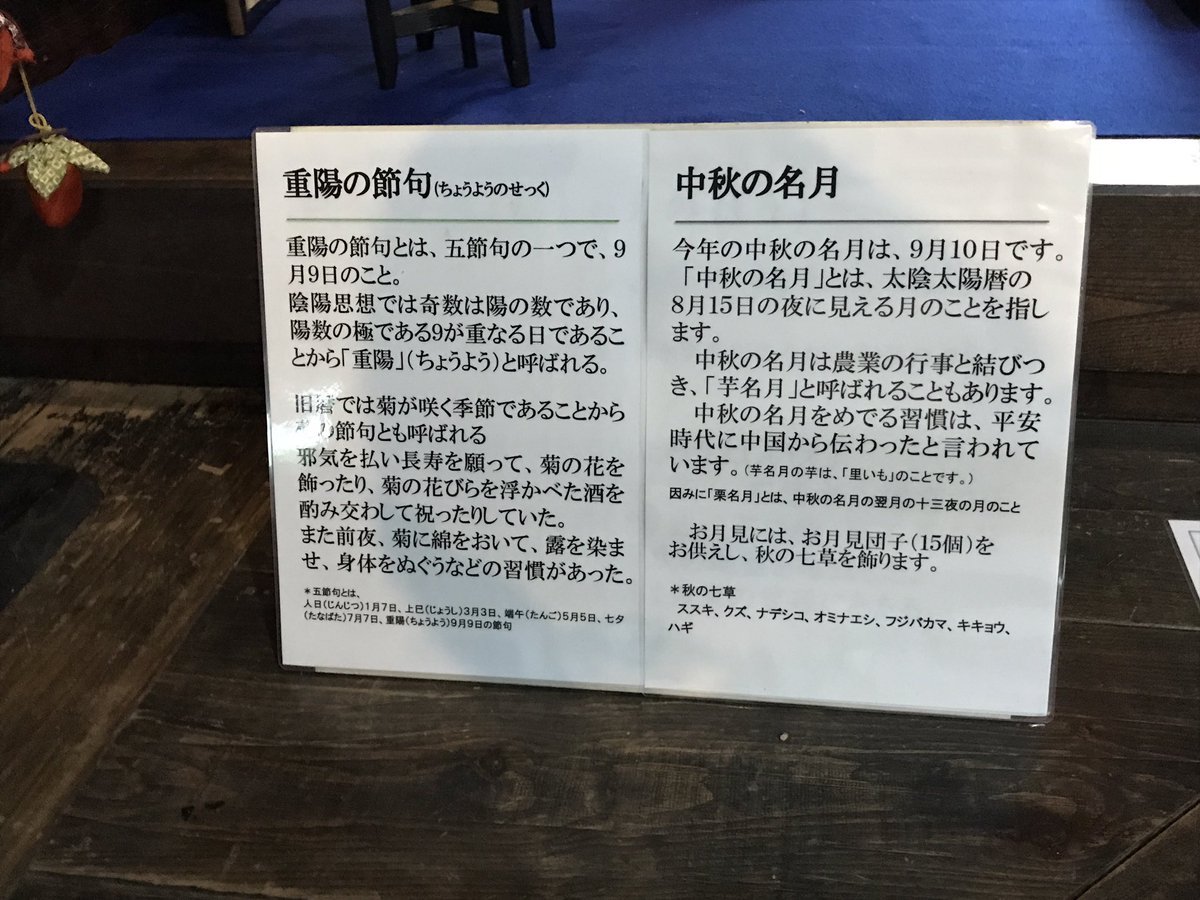 重陽の節句(ちょうようのせっく)
重陽の節句とは、五節句の一つで、9
月9日のこと。
陰陽思想では奇数は陽の数であり、
陽数の極である9が重なる日であるこ
とから「重陽」(ちょうよう)と呼ばれる。
旧暦では菊が咲く季節であることから
の節句とも呼ばれる
邪気を払い長寿を願って、菊の花を
飾ったり、菊の花びらを浮かべた酒を
酌み交わして祝ったりしていた。
また前夜、菊に綿をおいて、露を染ま
せ、身体をぬぐうなどの習慣があった。
*五節句とは、
人日(じんじつ)1月7日、上巳(じょうし)3月3日、端午(たんご)5月5日、七夕
(たなばた)7月7日、重陽(ちょうよう)9月9日の節句
中秋の名月
今年の中秋の名月は、9月10日です。
「中秋の名月」とは、太陰太陽暦の
8月15日の夜に見える月のことを指し
ます。
中秋の名月は農業の行事と結びつ
き、「芋名月」と呼ばれることもあります。
中秋の名月をめでる習慣は、平安
時代に中国から伝わったと言われて
います。(芋名月の芋は、「里いも」のことです。)
因みに「栗名月」とは、中秋の名月の翌月の十三夜の月のこと
お月見には、お月見団子(15個)を
お供えし、秋の七草を飾ります。
*秋の七草
ススキ、クズ、ナデシコ、オミナエシ、フジバカマ、キキョウ、
ハギ